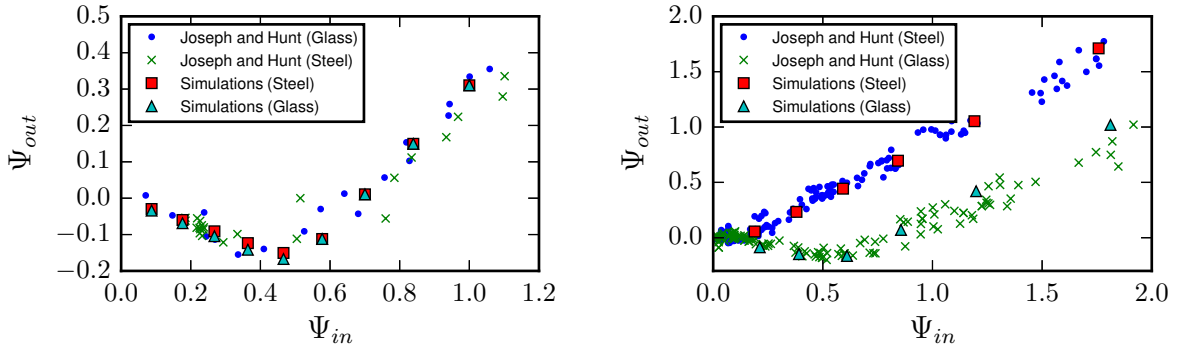 0.5
0.4
0.3
0.2
0.1
0.0
−0.1
−0.2
Ψout
Joseph and Hunt (Glass)
Joseph and Hunt (Steel)
Simulations (Steel)
Simulations (Glass)
0.0 0.2 0.4 0.6 0.8 1.0 1.2
Ψin
2.0
1.5
1.0
0.5
0.0
Ψout
Joseph and Hunt (Steel)
Joseph and Hunt (Glass)
Simulations (Steel)
Simulations (Glass)
0.0 0.5 1.0 1.5 2.0
Ψin